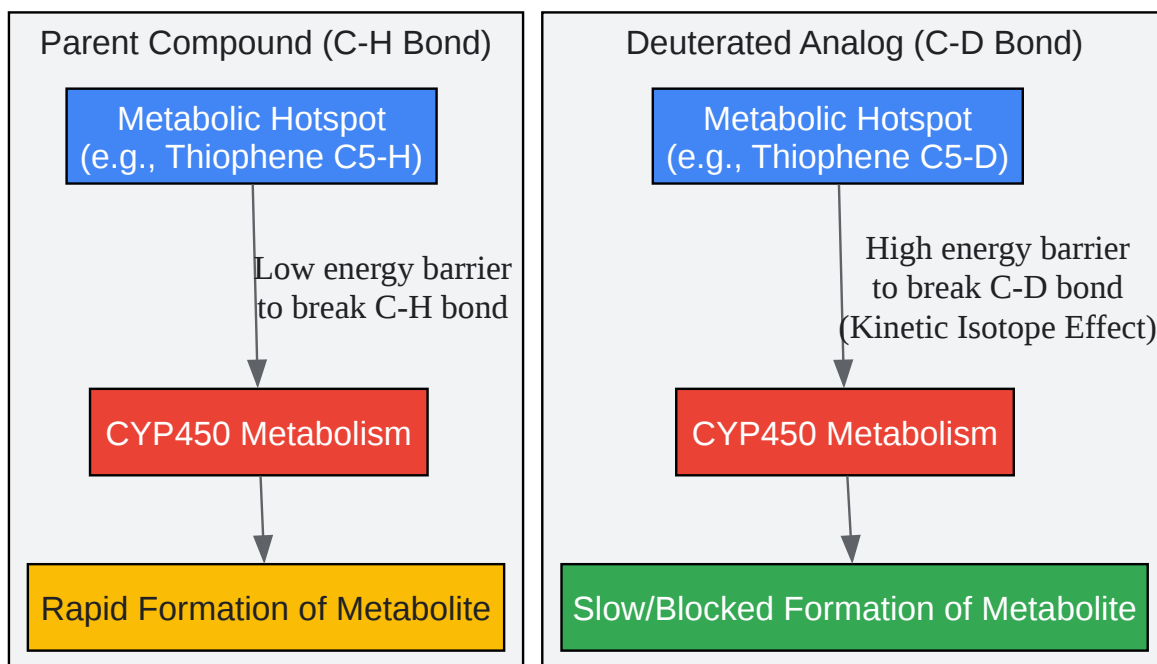 Parent Compound (C-H Bond)
Metabolic Hotspot
(e.g., Thiophene C5-H)
Low energy barrier
to break C-H bond
CYP450 Metabolism
Rapid Formation of Metabolite
Deuterated Analog (C-D Bond)
Metabolic Hotspot
(e.g., Thiophene C5-D)
High energy barrier
to break C-D bond
(Kinetic Isotope Effect)
CYP450 Metabolism
Slow/Blocked Formation of Metabolite